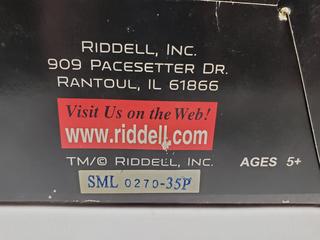 RIDDELL, INC.
909 PACESETTER DR.
RANTOUL, IL 61866
Visit Us on the Web!
www.riddell.com
TM/© RIDDELL, INC.
AGES 5+
SML 0270-35P